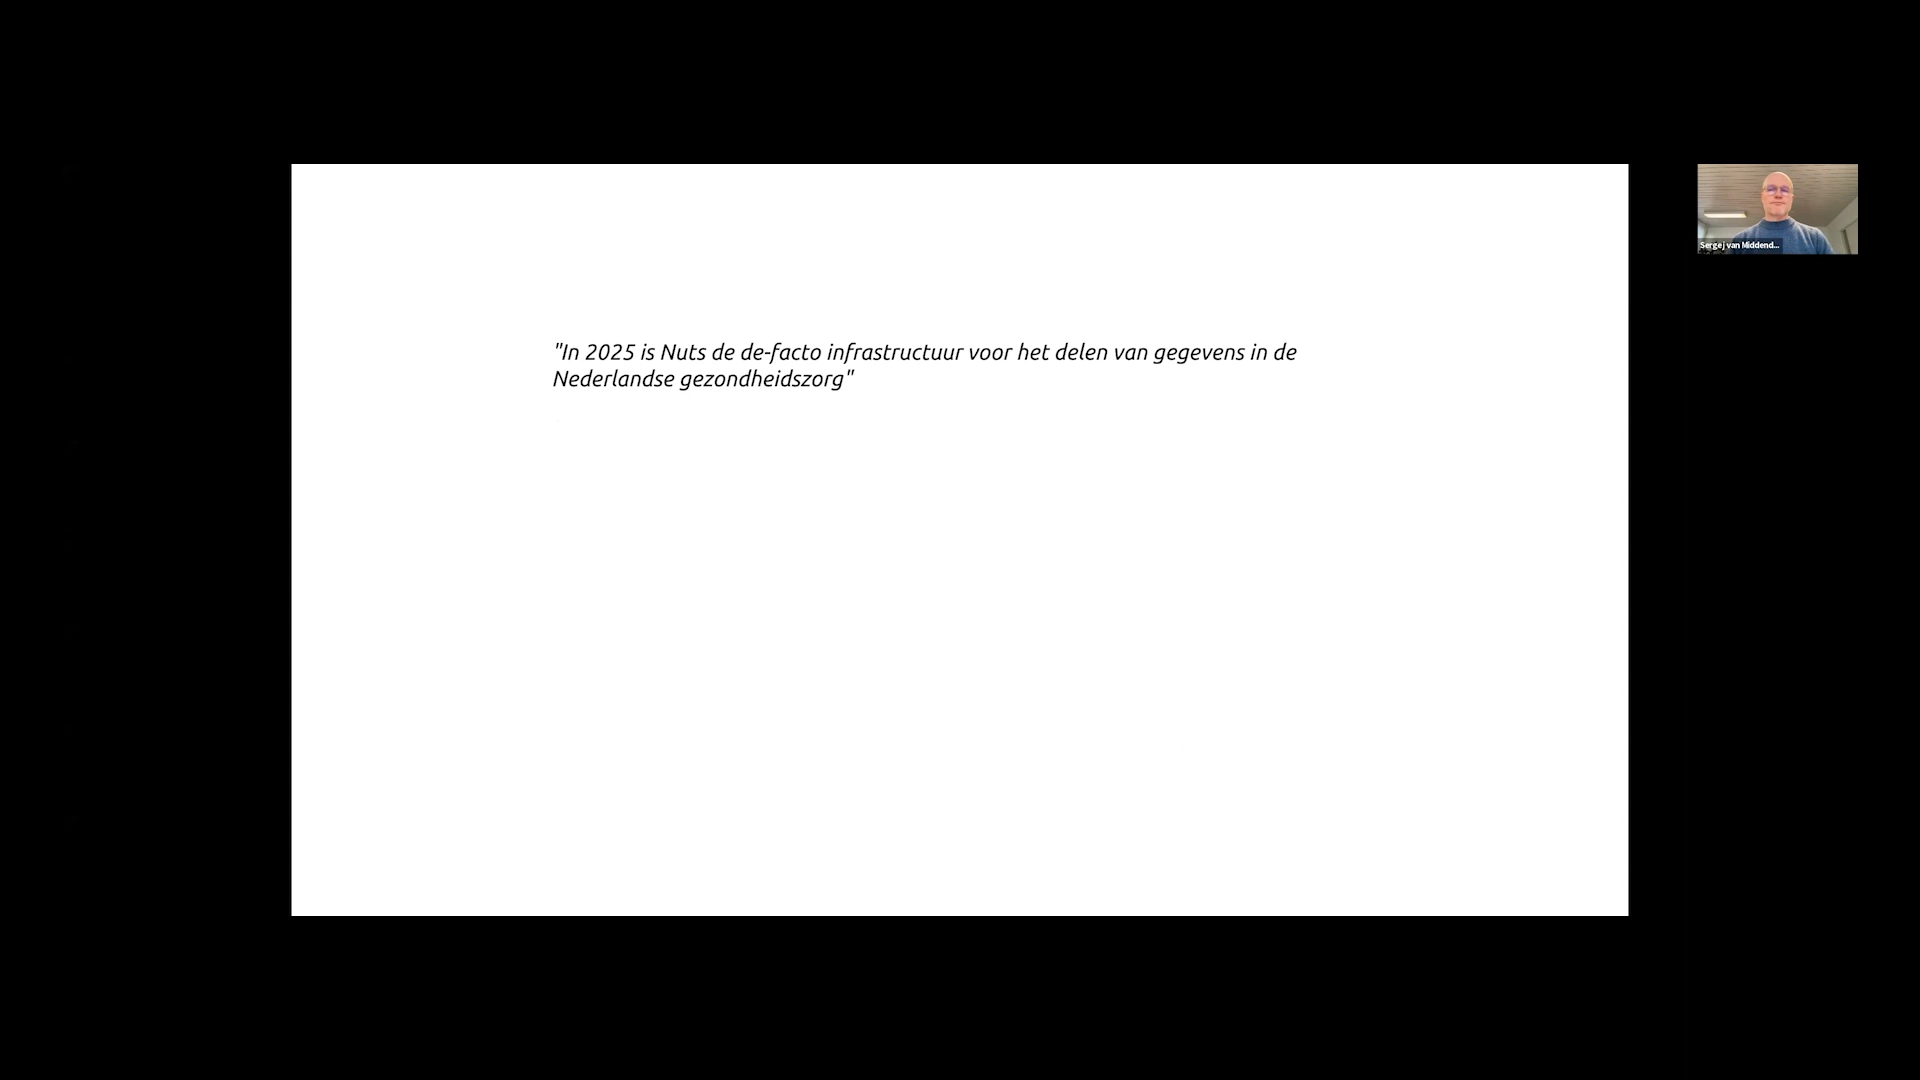 "In 2025 is Nuts de de-facto infrastructuur voor het delen van gegevens in de
Nederlandse gezondheidszorg"
Sergej van Middend...